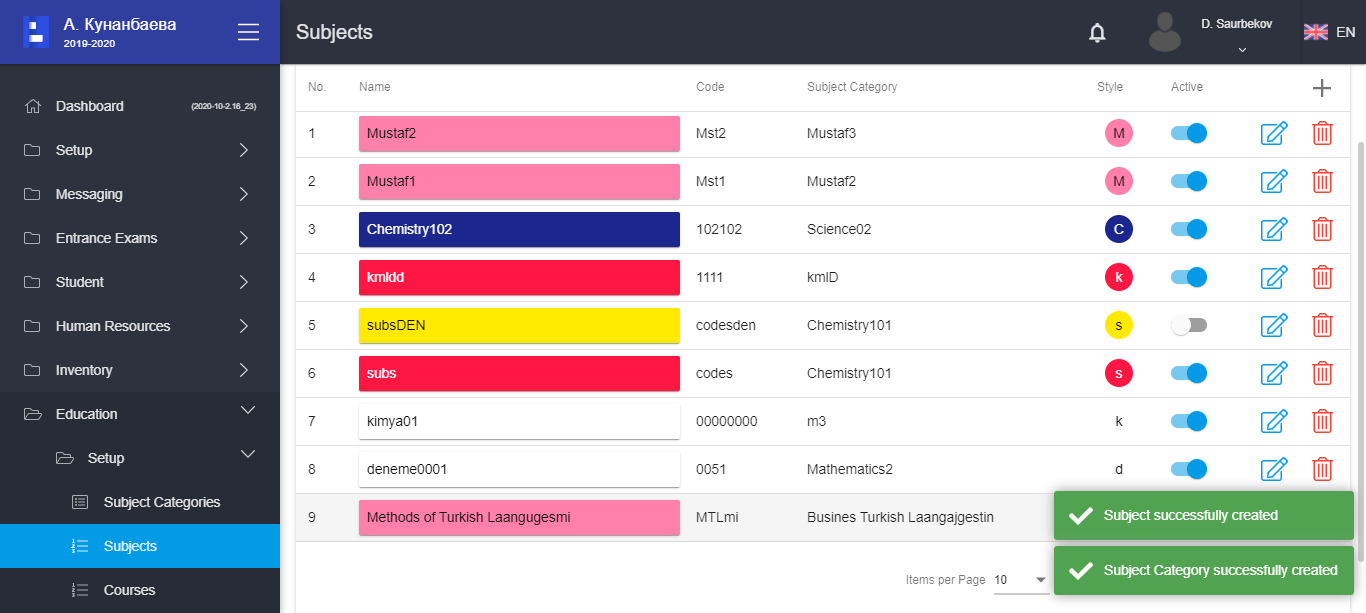 А. Кунанбаева
2019-2020
Subjects
D. Saurbekov
EN
Dashboard (2020-10-2.16_23)
Setup
Messaging
Entrance Exams
Student
Human Resources
Inventory
Education
Setup
Subject Categories
Subjects
Courses
No. Name Code Subject Category Style Active
1 Mustaf2 Mst2 Mustaf3 M
2 Mustaf1 Mst1 Mustaf2 M
3 Chemistry102 102102 Science02 C
4 kmldd 1111 kmlD k
5 subsDEN codesden Chemistry101 s
6 subs codes Chemistry101 s
7 kimya01 00000000 m3 k
8 deneme0001 0051 Mathematics2 d
9 Methods of Turkish Laangugesmi MTLmi Busines Turkish Laangajgestin
Subject successfully created
Items per Page 10
Subject Category successfully created